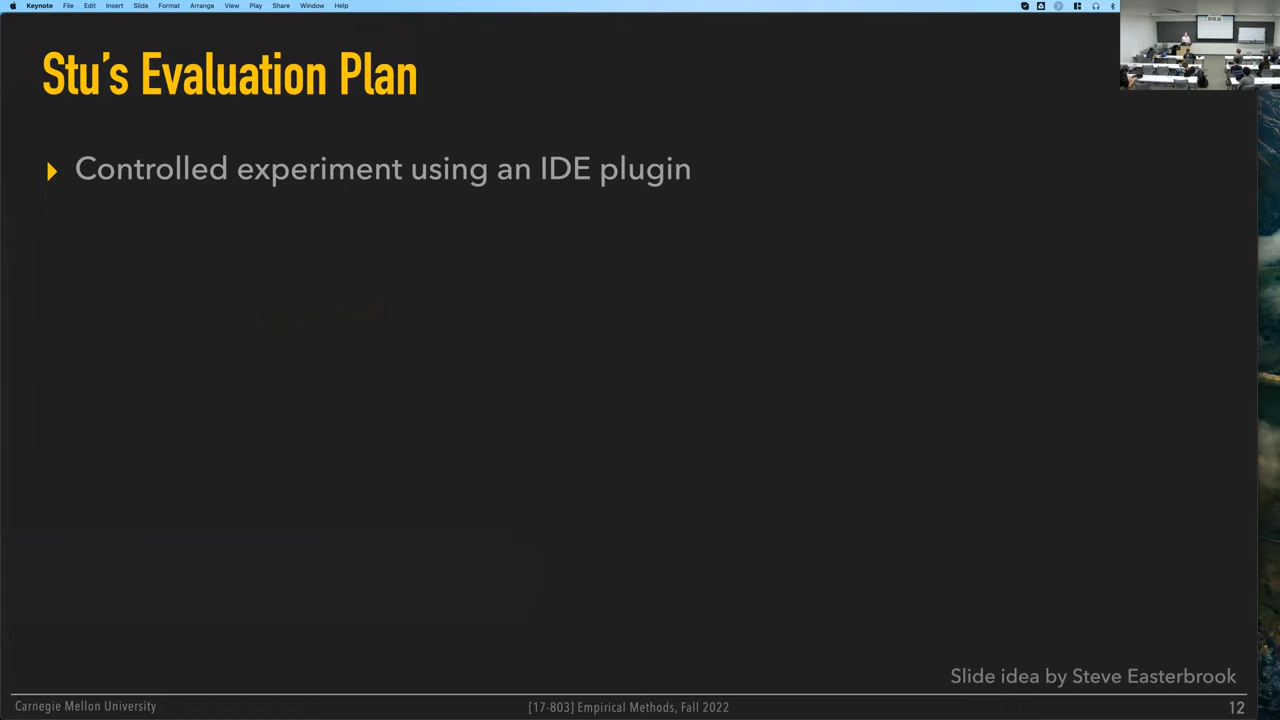 Keynote File Edit Insert Slide Format Arrange View Play Share Window Help
Stu’s Evaluation Plan
Controlled experiment using an IDE plugin
Slide idea by Steve Easterbrook
Carnegie Mellon University
[17-803] Empirical Methods, Fall 2022
12